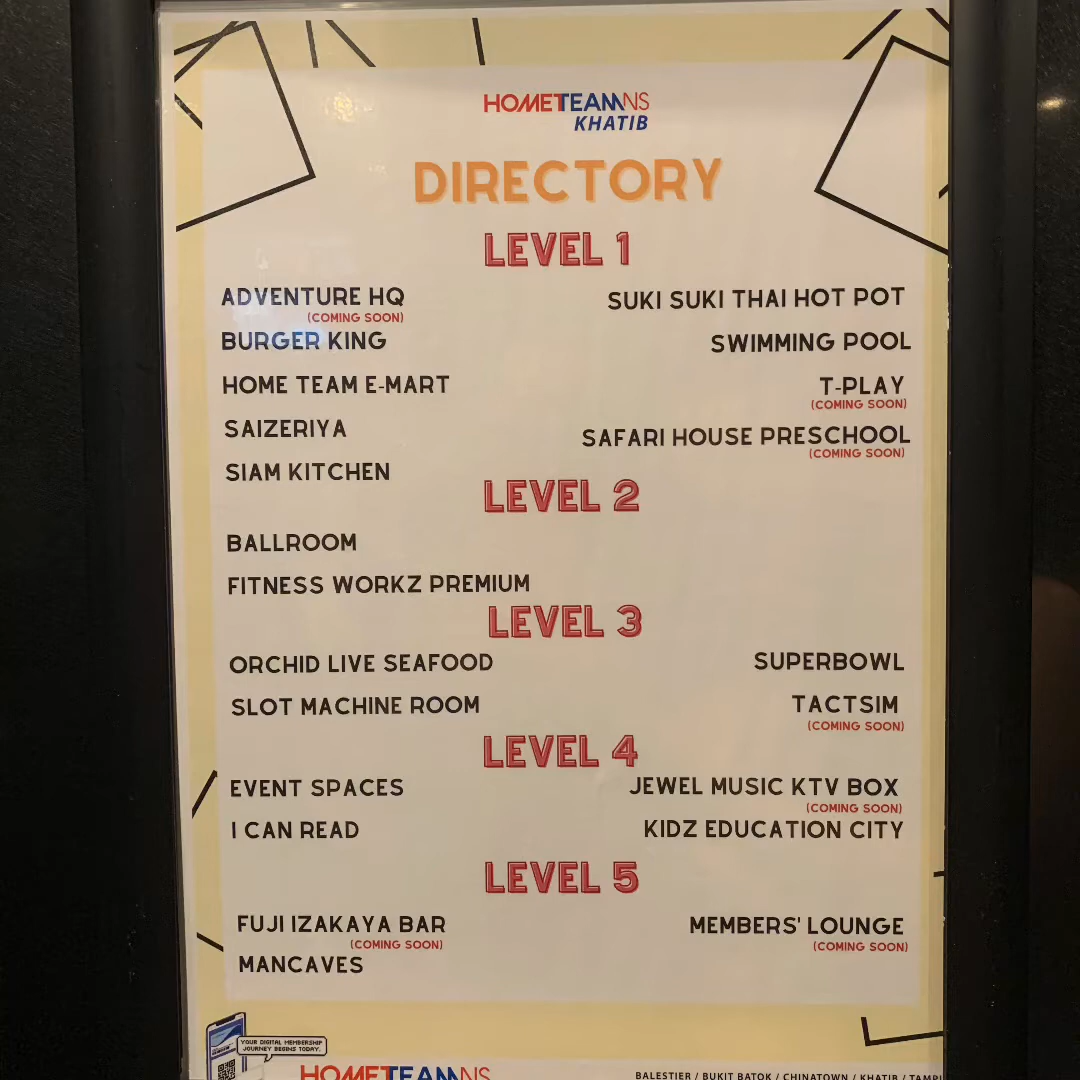 HOMETEAMNS
KHATIB
DIRECTORY
LEVEL 1
ADVENTURE HQ
(COMING SOON)
BURGER KING
HOME TEAM E-MART
SAIZERIYA
SIAM KITCHEN
SUKI SUKI THAI HOT POT
SWIMMING POOL
T-PLAY
(COMING SOON)
SAFARI HOUSE PRESCHOOL
(COMING SOON)
LEVEL 2
BALLROOM
FITNESS WORKZ PREMIUM
LEVEL 3
ORCHID LIVE SEAFOOD
SLOT MACHINE ROOM
SUPERBOWL
TACTSIM
(COMING SOON)
LEVEL 4
EVENT SPACES
I CAN READ
JEWEL MUSIC KTV BOX
(COMING SOON)
KIDZ EDUCATION CITY
LEVEL 5
FUJI IZAKAYA BAR
(COMING SOON)
MANCAVES
MEMBERS' LOUNGE
(COMING SOON)
YOUR DIGITAL MEMBERSHIP
JOURNEY BEGINS TODAY.
HOMETEAMNS
BALESTIER / BUKIT BATOK / CHINATOWN / KHATIB / TAMPI